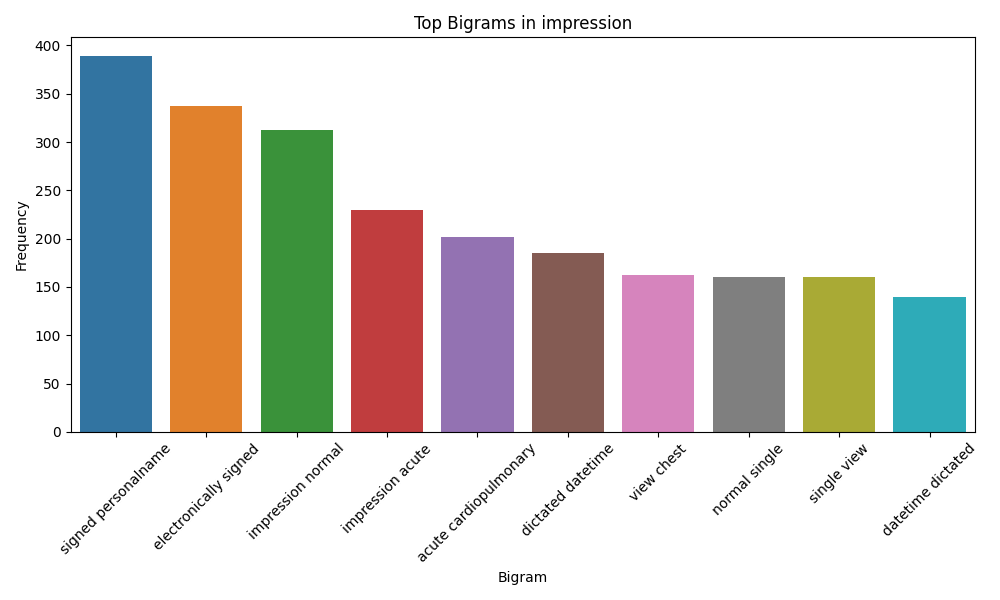 Top Bigrams in impression
Frequency
400
350
300
250
200
150
100
50
0
signed personalname
electronically signed
impression normal
impression acute
acute cardiopulmonary
dictated datetime
view chest
normal single
single view
datetime dictated
Bigram